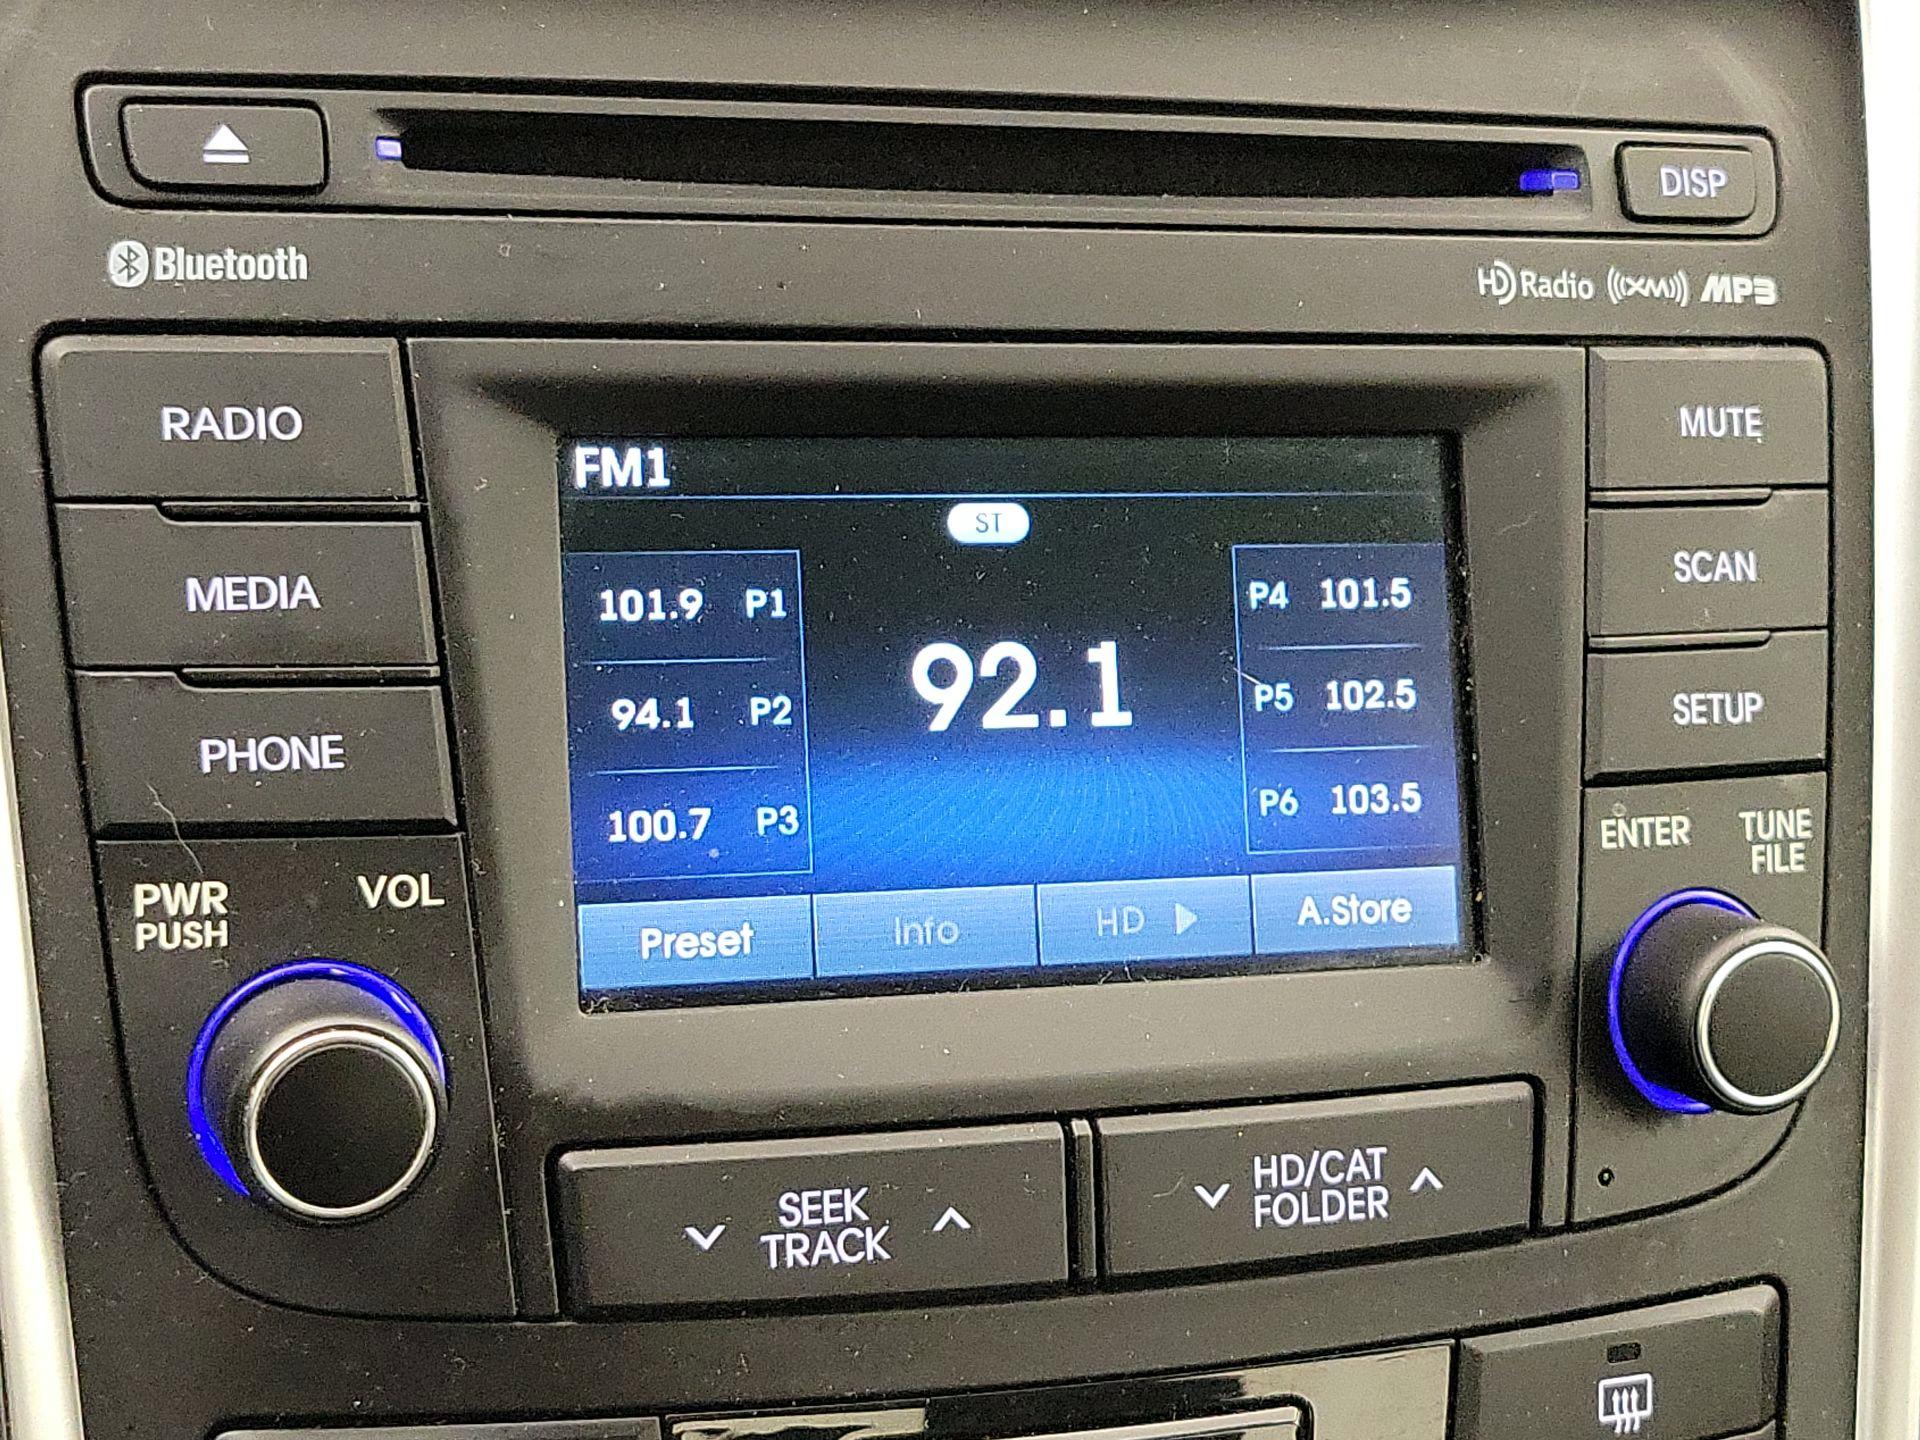 DISP
Bluetooth
HD Radio ((XM)) MP3
RADIO
MEDIA
PHONE
PWR
PUSH
VOL
FM1
ST
101.9 P1
94.1 P2
100.7 P3
92.1
P4 101.5
P5 102.5
P6 103.5
Preset
Info
HD
A.Store
MUTE
SCAN
SETUP
ENTER
TUNE
FILE
SEEK
TRACK
HD/CAT
FOLDER